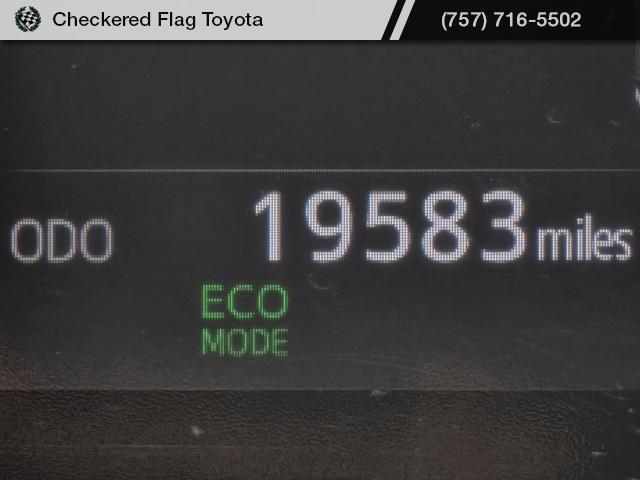 Checkered Flag Toyota (757) 716-5502
ODO 19583 miles
ECO
MODE